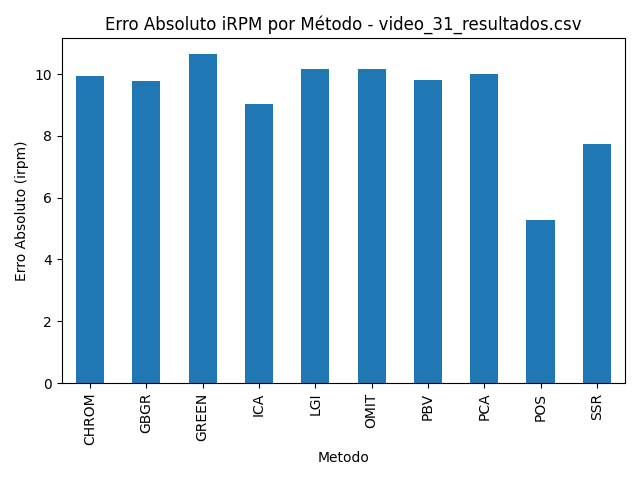 Erro Absoluto iRPM por Método - video_31_resultados.csv
Erro Absoluto (irpm)
10
8
6
4
2
0
CHROM
GBGR
GREEN
ICA
LGI
OMIT
PBV
PCA
POS
SSR
Metodo